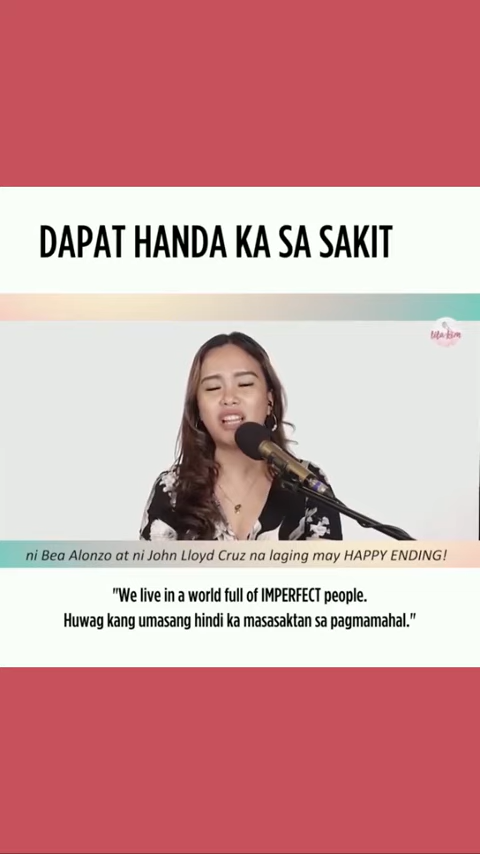 DAPAT HANDA KA SA SAKIT
ni Bea Alonzo at ni John Lloyd Cruz na laging may HAPPY ENDING!
"We live in a world full of IMPERFECT people.
Huwag kang umasang hindi ka masasaktan sa pagmamahal."